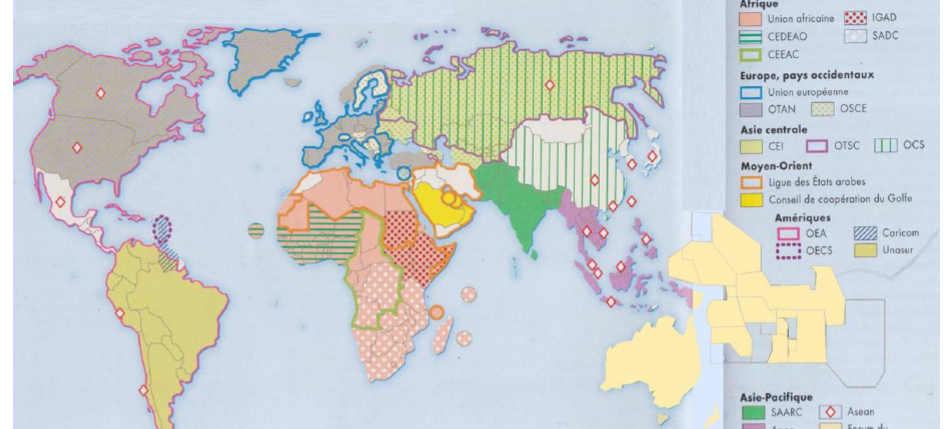 Afrique
Union africaine IGAD
CEDEAO SADC
CEEAC
Europe, pays occidentaux
Union européenne
OTAN OSCE
Asie centrale
CEI OTSC OCS
Moyen-Orient
Ligue des États arabes
Conseil de coopération du Golfe
Amériques
OEA Caricom
OECS Unasur
Asie-Pacifique
SAARC Asean
Forum du